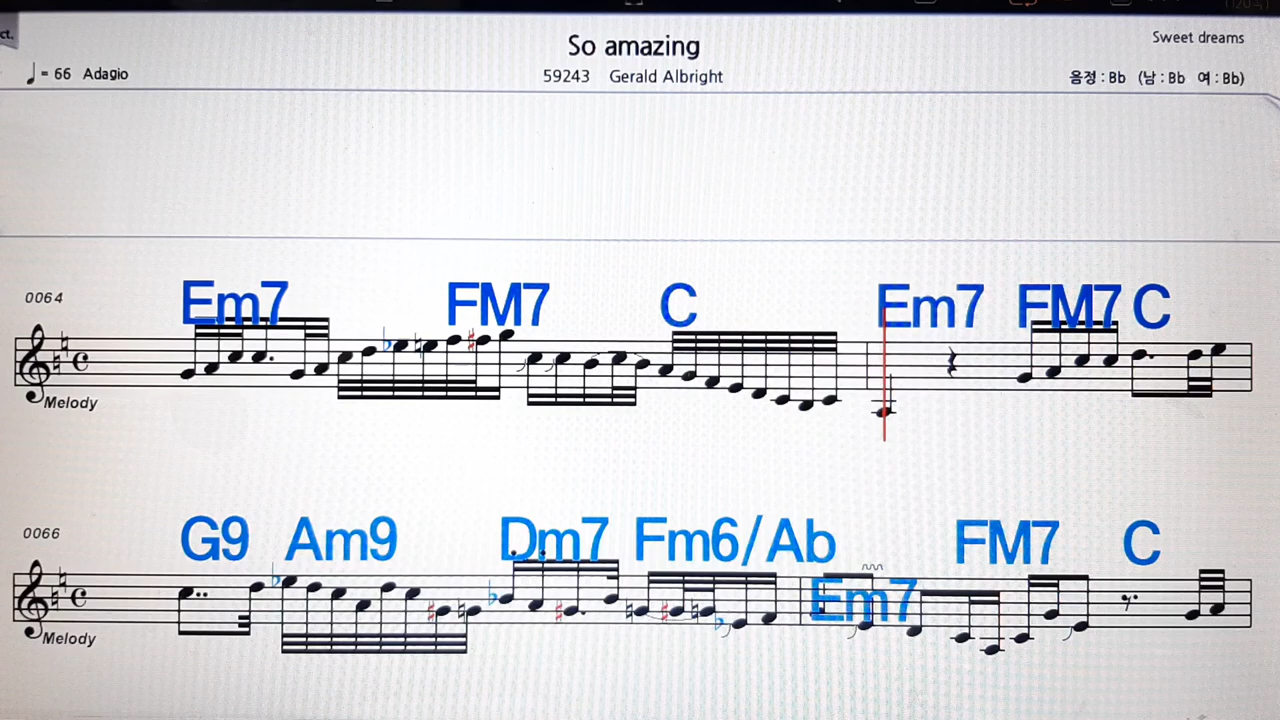 ct.
So amazing
Sweet dreams
= 66 Adagio
59243 Gerald Albright
음정 : Bb (남 : Bb 여 : Bb)
Em7 FM7 C Em7 FM7 C
0064
Melody
G9 Am9 Dm7 Fm6/Ab FM7 C
0066
Em7
Melody